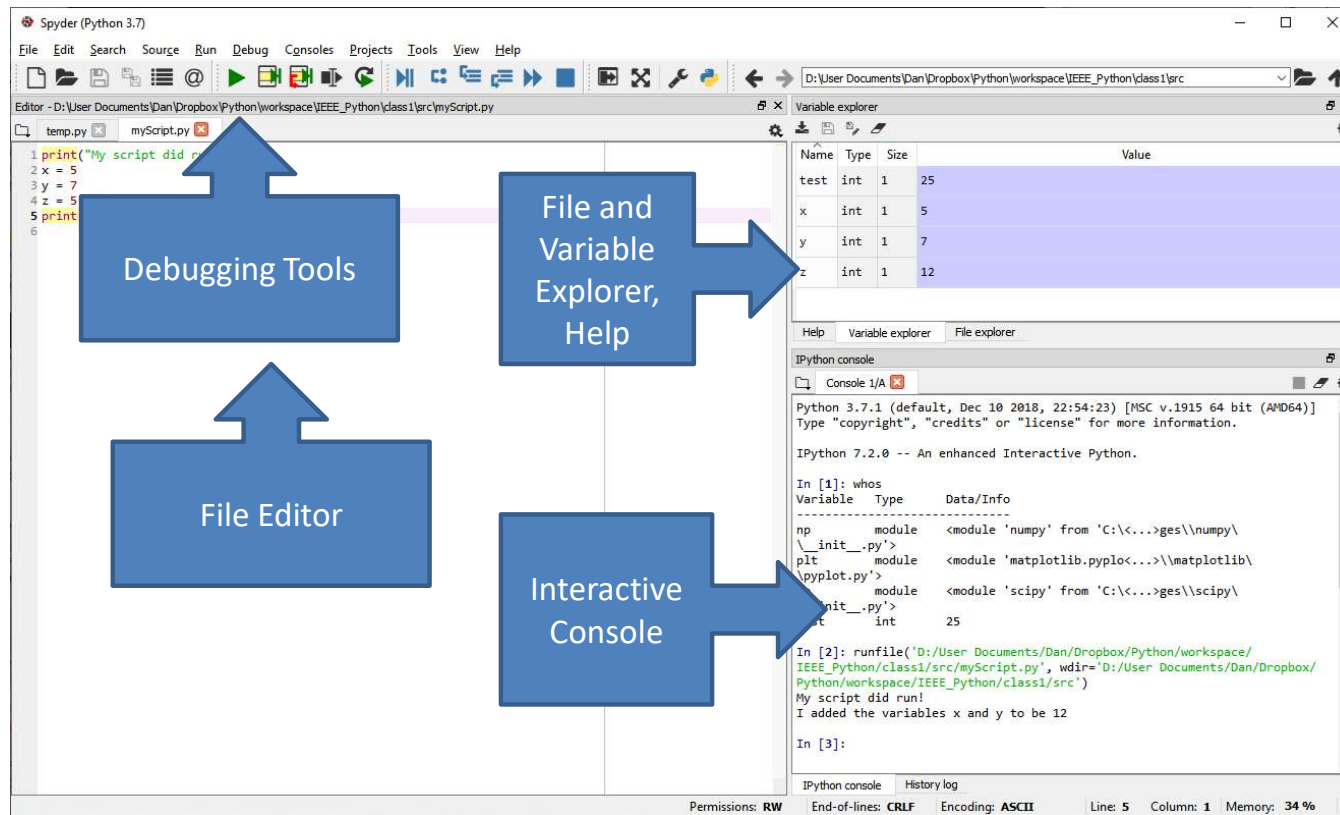 Spyder (Python 3.7)
File Edit Search Source Run Debug Consoles Projects Tools View Help
D:\User Documents\Dan\Dropbox\Python\workspace\IEEE_Python\class1\src
Editor - D:\User Documents\Dan\Dropbox\Python\workspace\IEEE_Python\class1\src\myScript.py
temp.py myScript.py
1 print("My script did
2 x = 5
3 y = 7
4 z = 5
5 print
6
Debugging Tools
File Editor
File and
Variable
Explorer,
Help
Interactive
Console
Variable explorer
Name Type Size Value
test int 1 25
x int 1 5
y int 1 7
z int 1 12
Help Variable explorer File explorer
IPython console
Console 1/A
Python 3.7.1 (default, Dec 10 2018, 22:54:23) [MSC v.1915 64 bit (AMD64)]
Type "copyright", "credits" or "license" for more information.
IPython 7.2.0 -- An enhanced Interactive Python.
In [1]: whos
Variable Type Data/Info
-------------------------------
np module <module 'numpy' from 'C:\<...>ges\\numpy\
\__init__.py'>
plt module <module 'matplotlib.pyplo<...>\\matplotlib\
\pyplot.py'>
module <module 'scipy' from 'C:\<...>ges\\scipy\
init__.py'>
int 25
In [2]: runfile('D:/User Documents/Dan/Dropbox/Python/workspace/
IEEE_Python/class1/src/myScript.py', wdir='D:/User Documents/Dan/Dropbox/
Python/workspace/IEEE_Python/class1/src')
My script did run!
I added the variables x and y to be 12
In [3]:
IPython console History log
Permissions: RW End-of-lines: CRLF Encoding: ASCII Line: 5 Column: 1 Memory: 34 %